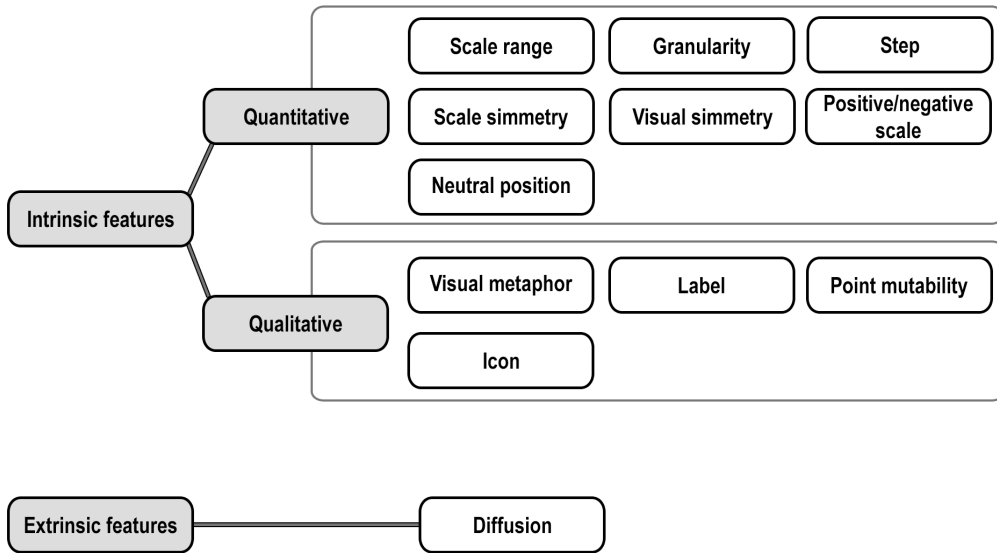 Scale range
Granularity
Step
Quantitative
Scale simmetry
Visual simmetry
Positive/negative
scale
Neutral position
Intrinsic features
Visual metaphor
Label
Point mutability
Qualitative
Icon
Extrinsic features
Diffusion